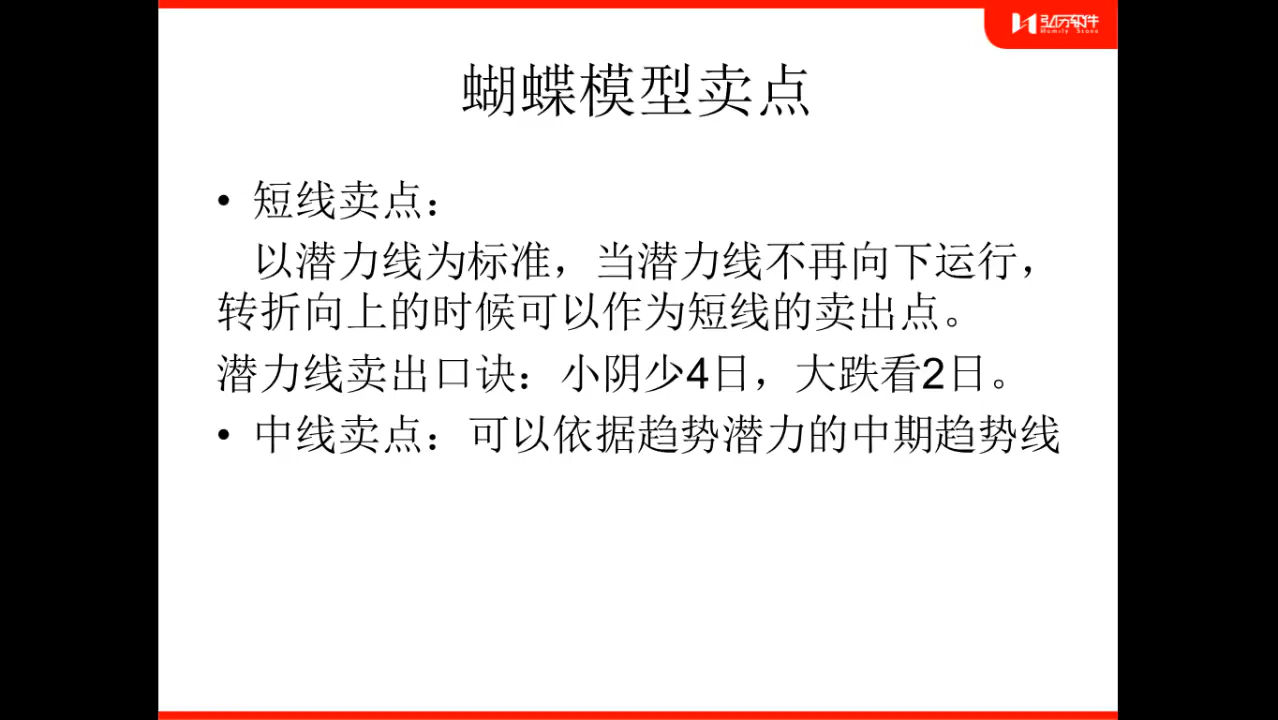 弘历软件
蝴蝶模型卖点
• 短线卖点：
以潜力线为标准，当潜力线不再向下运行，
转折向上的时候可以作为短线的卖出点。
潜力线卖出口诀：小阴少4日，大跌看2日。
• 中线卖点：可以依据趋势潜力的中期趋势线